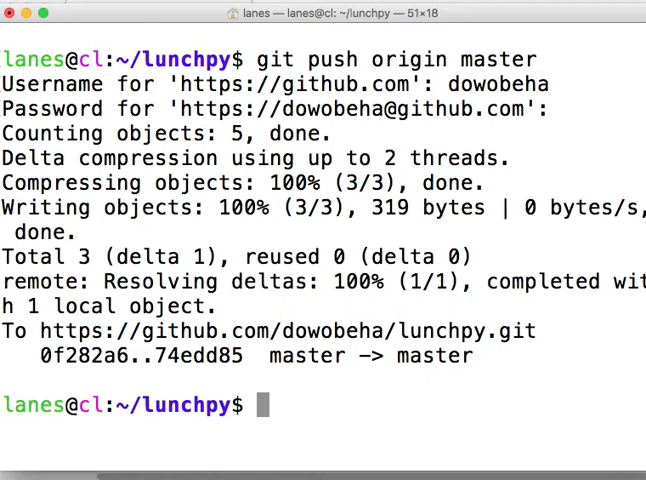 lanes — lanes@cl: ~/lunchpy — 51×18
lanes@cl:~/lunchpy$ git push origin master
Username for 'https://github.com': dowobeha
Password for 'https://dowobeha@github.com':
Counting objects: 5, done.
Delta compression using up to 2 threads.
Compressing objects: 100% (3/3), done.
Writing objects: 100% (3/3), 319 bytes | 0 bytes/s,
 done.
Total 3 (delta 1), reused 0 (delta 0)
remote: Resolving deltas: 100% (1/1), completed wit
h 1 local object.
To https://github.com/dowobeha/lunchpy.git
   0f282a6..74edd85  master -> master
lanes@cl:~/lunchpy$